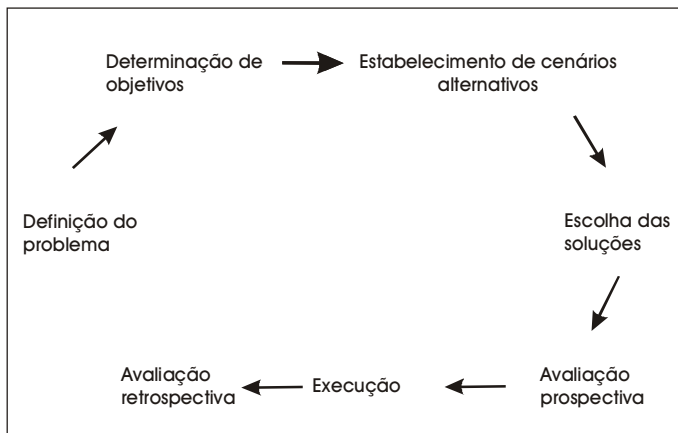 Determinação de
objetivos
Estabelecimento de cenários
alternativos
Definição do
problema
Escolha das
soluções
Avaliação
retrospectiva
Execução
Avaliação
prospectiva